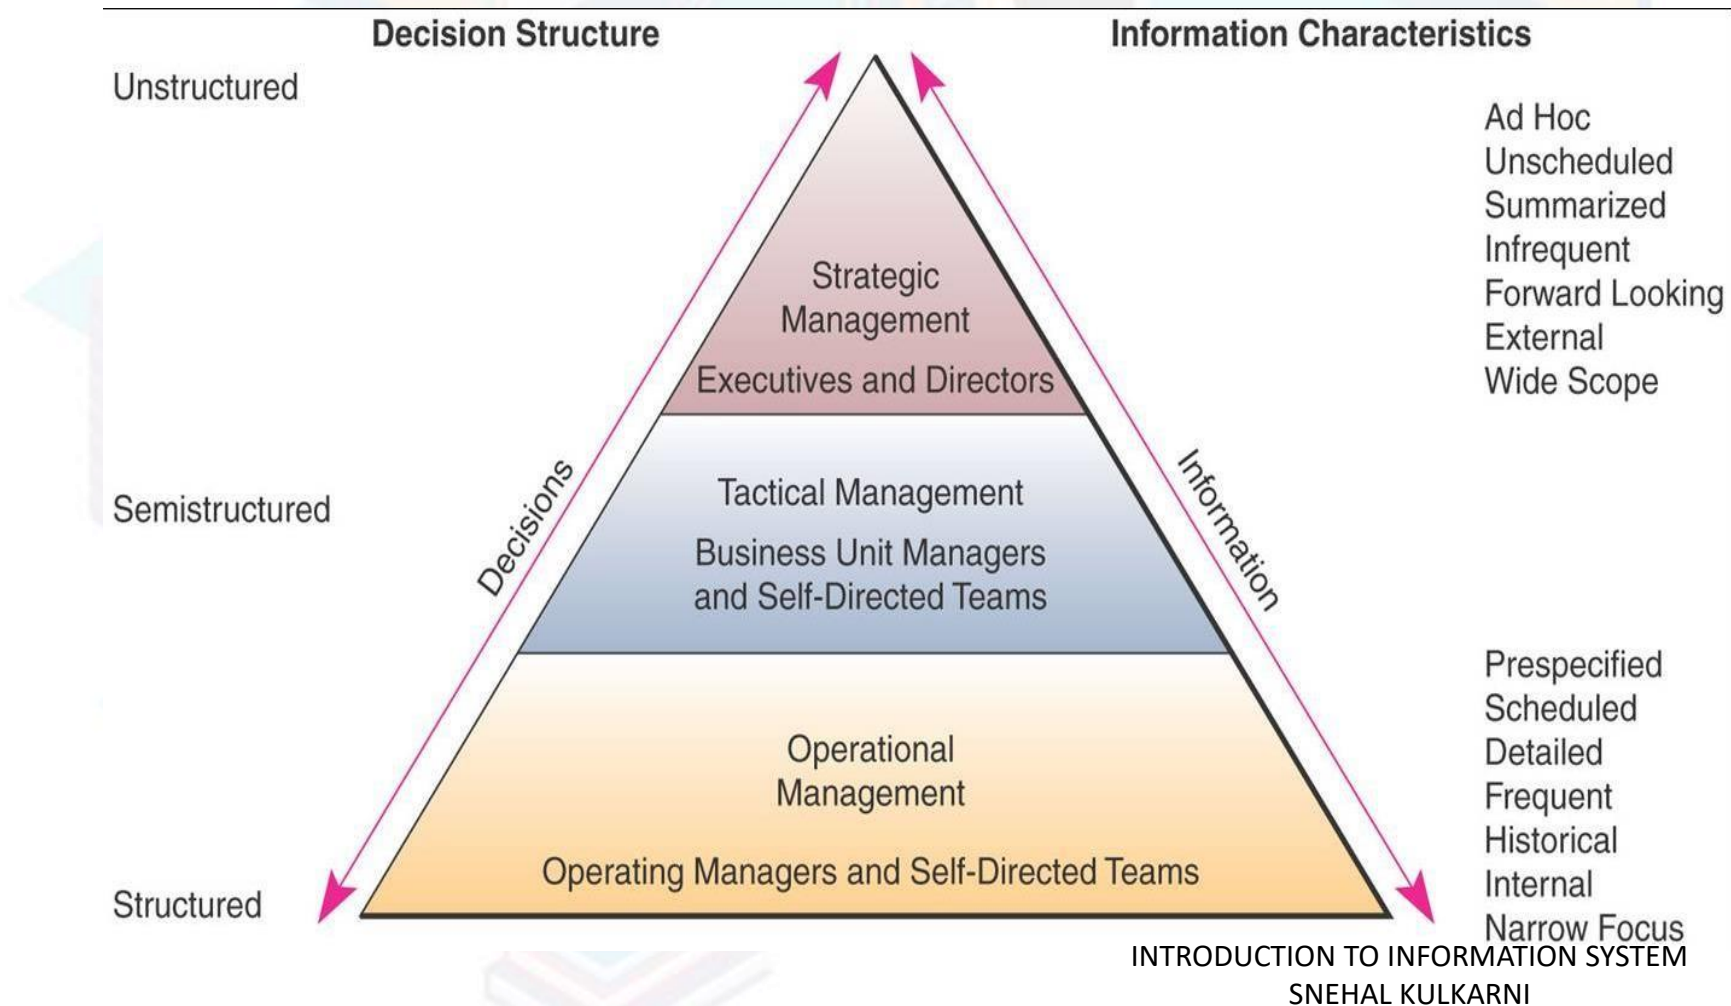 Decision Structure
Information Characteristics
Unstructured
Ad Hoc
Unscheduled
Summarized
Infrequent
Forward Looking
External
Wide Scope
Strategic
Management
Executives and Directors
Semistructured
Decisions
Tactical Management
Business Unit Managers
and Self-Directed Teams
Information
Prespecified
Scheduled
Detailed
Frequent
Historical
Internal
Narrow Focus
Operational
Management
Operating Managers and Self-Directed Teams
Structured
INTRODUCTION TO INFORMATION SYSTEM
SNEHAL KULKARNI